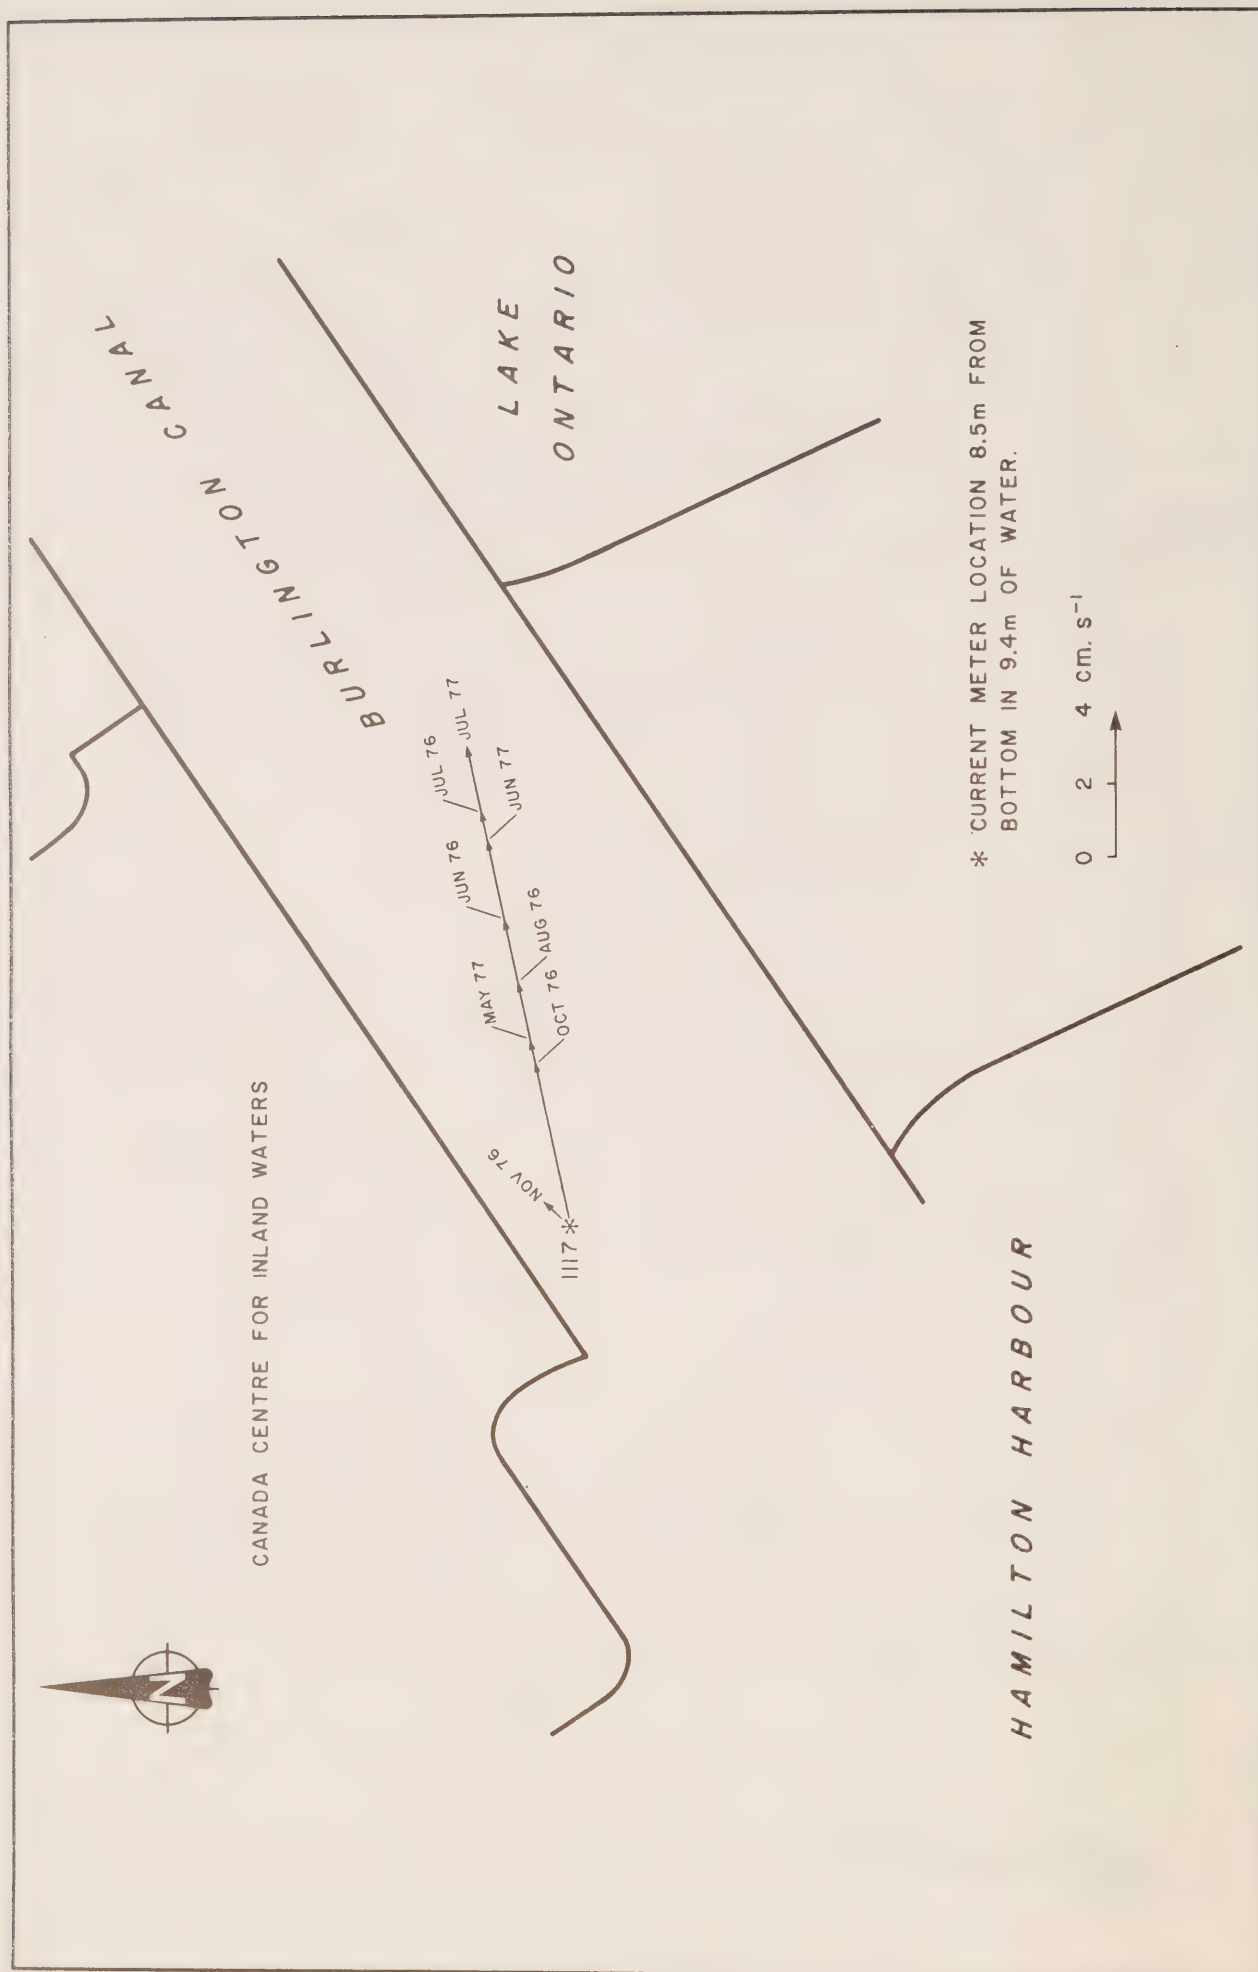 N
CANADA CENTRE FOR INLAND WATERS
BURLINGTON CANAL
LAKE
ONTARIO
1117 *
NOV 76
MAY 77
OCT 76
JUN 76
AUG 76
JUL 76
JUN 77
JUL 77
HAMILTON HARBOUR
* CURRENT METER LOCATION 8.5m FROM
BOTTOM IN 9.4m OF WATER.
0 2 4 cm. s⁻¹